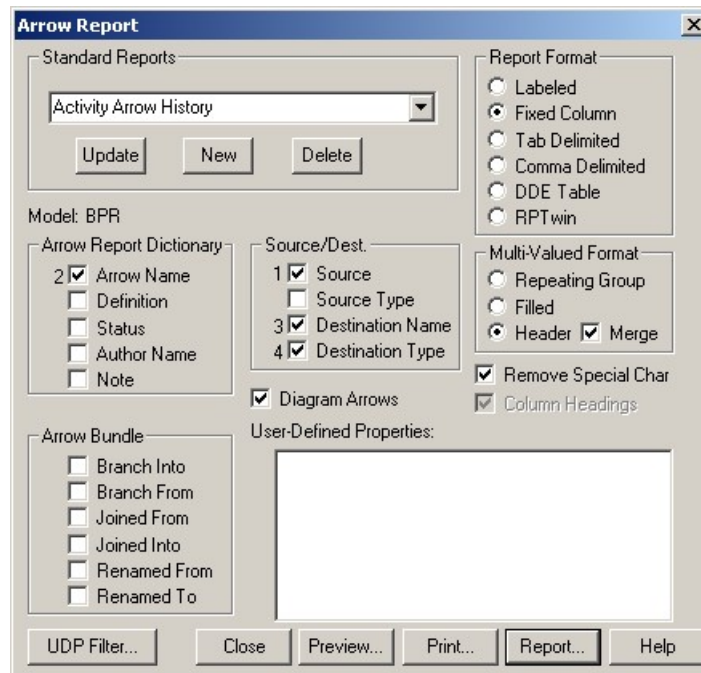 Arrow Report
Standard Reports
Activity Arrow History
Update New Delete
Report Format
Labeled
Fixed Column
Tab Delimited
Comma Delimited
DDE Table
RPTwin
Model: BPR
Arrow Report Dictionary
2 Arrow Name
Definition
Status
Author Name
Note
Source/Dest.
1 Source
Source Type
3 Destination Name
4 Destination Type
Multi-Valued Format
Repeating Group
Filled
Header Merge
Remove Special Char
Column Headings
Diagram Arrows
Arrow Bundle
Branch Into
Branch From
Joined From
Joined Into
Renamed From
Renamed To
User-Defined Properties:
UDP Filter... Close Preview... Print... Report... Help